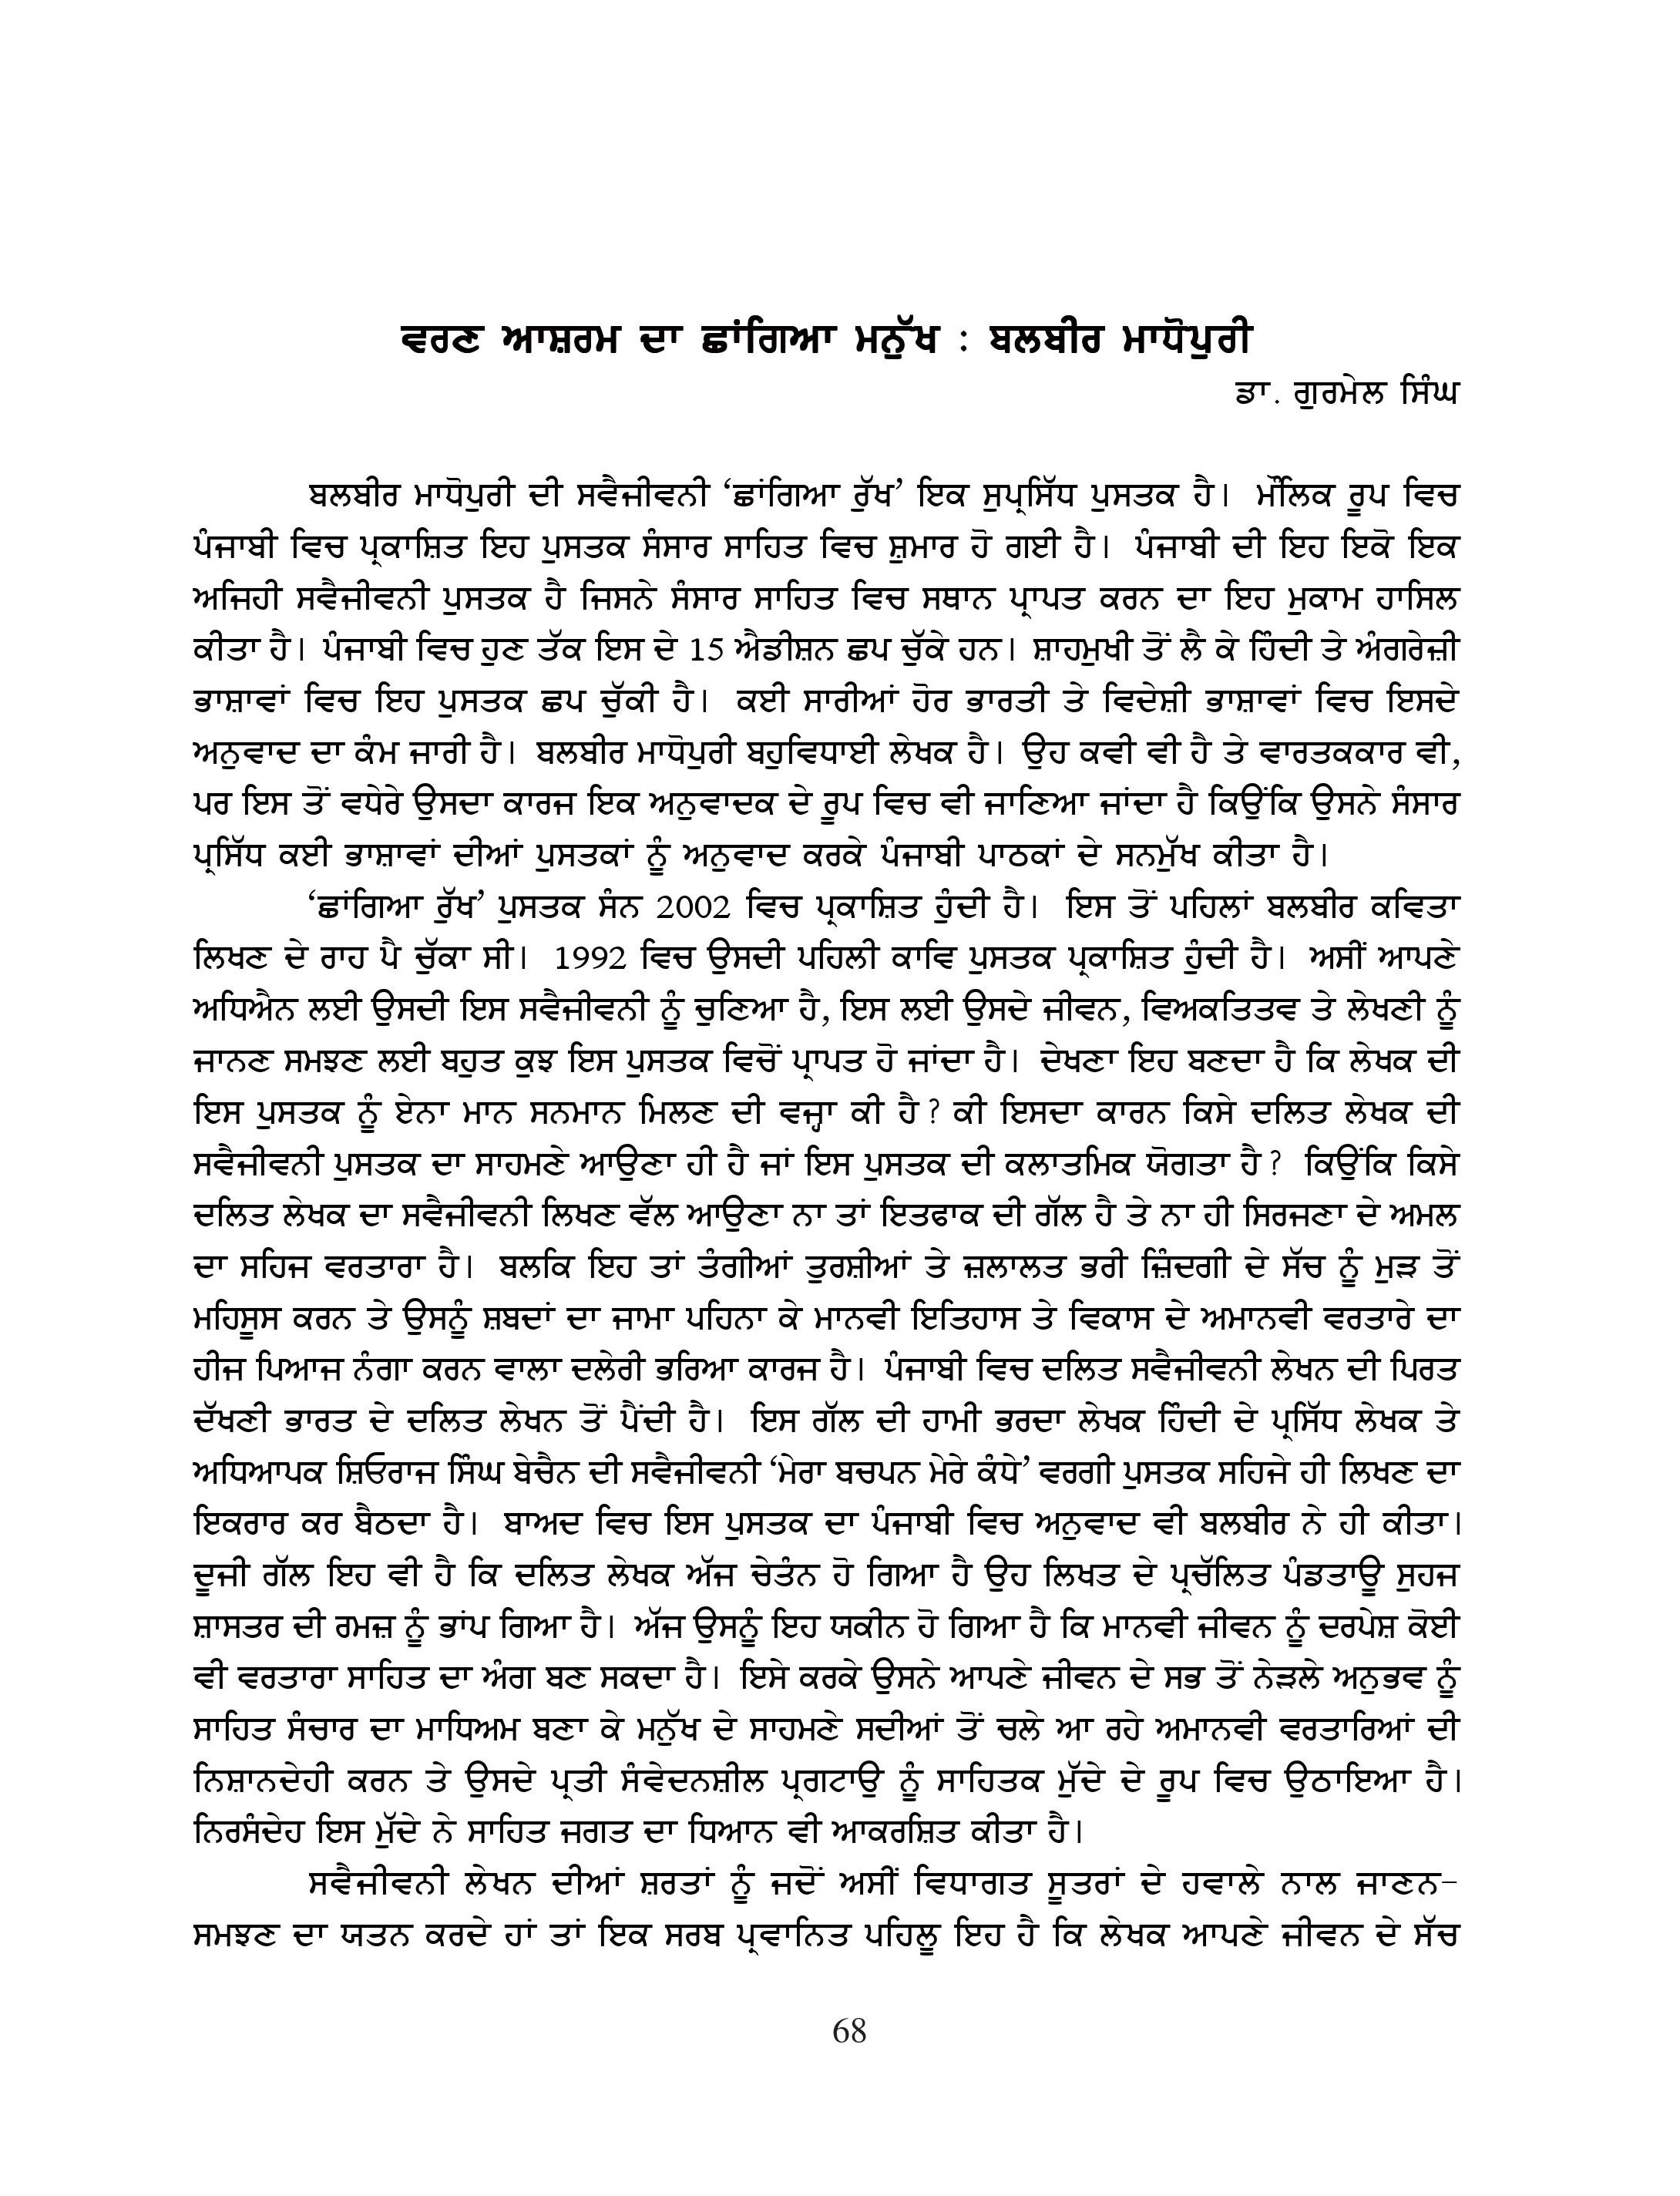 ਵਰਣ ਆਸ਼ਰਮ ਦਾ ਛਾਂਗਿਆ ਮਨੁੱਖ : ਬਲਬੀਰ ਮਾਧੋਪੁਰੀ
ਡਾ. ਗੁਰਮੇਲ ਸਿੰਘ
ਬਲਬੀਰ ਮਾਧੋਪੁਰੀ ਦੀ ਸਵੈਜੀਵਨੀ ‘ਛਾਂਗਿਆ ਰੁੱਖ’ ਇਕ ਸੁਪ੍ਰਸਿੱਧ ਪੁਸਤਕ ਹੈ। ਮੌਲਿਕ ਰੂਪ ਵਿਚ
ਪੰਜਾਬੀ ਵਿਚ ਪ੍ਰਕਾਸ਼ਿਤ ਇਹ ਪੁਸਤਕ ਸੰਸਾਰ ਸਾਹਿਤ ਵਿਚ ਸ਼ੁਮਾਰ ਹੋ ਗਈ ਹੈ। ਪੰਜਾਬੀ ਦੀ ਇਹ ਇਕੋ ਇਕ
ਅਜਿਹੀ ਸਵੈਜੀਵਨੀ ਪੁਸਤਕ ਹੈ ਜਿਸਨੇ ਸੰਸਾਰ ਸਾਹਿਤ ਵਿਚ ਸਥਾਨ ਪ੍ਰਾਪਤ ਕਰਨ ਦਾ ਇਹ ਮੁਕਾਮ ਹਾਸਿਲ
ਕੀਤਾ ਹੈ। ਪੰਜਾਬੀ ਵਿਚ ਹੁਣ ਤੱਕ ਇਸ ਦੇ 15 ਐਡੀਸ਼ਨ ਛਪ ਚੁੱਕੇ ਹਨ। ਸ਼ਾਹਮੁਖੀ ਤੋਂ ਲੈ ਕੇ ਹਿੰਦੀ ਤੇ ਅੰਗਰੇਜ਼ੀ
ਭਾਸ਼ਾਵਾਂ ਵਿਚ ਇਹ ਪੁਸਤਕ ਛਪ ਚੁੱਕੀ ਹੈ। ਕਈ ਸਾਰੀਆਂ ਹੋਰ ਭਾਰਤੀ ਤੇ ਵਿਦੇਸ਼ੀ ਭਾਸ਼ਾਵਾਂ ਵਿਚ ਇਸਦੇ
ਅਨੁਵਾਦ ਦਾ ਕੰਮ ਜਾਰੀ ਹੈ। ਬਲਬੀਰ ਮਾਧੋਪੁਰੀ ਬਹੁਵਿਧਾਈ ਲੇਖਕ ਹੈ। ਉਹ ਕਵੀ ਵੀ ਹੈ ਤੇ ਵਾਰਤਕਕਾਰ ਵੀ,
ਪਰ ਇਸ ਤੋਂ ਵਧੇਰੇ ਉਸਦਾ ਕਾਰਜ ਇਕ ਅਨੁਵਾਦਕ ਦੇ ਰੂਪ ਵਿਚ ਵੀ ਜਾਣਿਆ ਜਾਂਦਾ ਹੈ ਕਿਉਂਕਿ ਉਸਨੇ ਸੰਸਾਰ
ਪ੍ਰਸਿੱਧ ਕਈ ਭਾਸ਼ਾਵਾਂ ਦੀਆਂ ਪੁਸਤਕਾਂ ਨੂੰ ਅਨੁਵਾਦ ਕਰਕੇ ਪੰਜਾਬੀ ਪਾਠਕਾਂ ਦੇ ਸਨਮੁੱਖ ਕੀਤਾ ਹੈ।
‘ਛਾਂਗਿਆ ਰੁੱਖ’ ਪੁਸਤਕ ਸੰਨ 2002 ਵਿਚ ਪ੍ਰਕਾਸ਼ਿਤ ਹੁੰਦੀ ਹੈ। ਇਸ ਤੋਂ ਪਹਿਲਾਂ ਬਲਬੀਰ ਕਵਿਤਾ
ਲਿਖਣ ਦੇ ਰਾਹ ਪੈ ਚੁੱਕਾ ਸੀ। 1992 ਵਿਚ ਉਸਦੀ ਪਹਿਲੀ ਕਾਵਿ ਪੁਸਤਕ ਪ੍ਰਕਾਸ਼ਿਤ ਹੁੰਦੀ ਹੈ। ਅਸੀਂ ਆਪਣੇ
ਅਧਿਐਨ ਲਈ ਉਸਦੀ ਇਸ ਸਵੈਜੀਵਨੀ ਨੂੰ ਚੁਣਿਆ ਹੈ, ਇਸ ਲਈ ਉਸਦੇ ਜੀਵਨ, ਵਿਅਕਤਿਤਵ ਤੇ ਲੇਖਣੀ ਨੂੰ
ਜਾਨਣ ਸਮਝਣ ਲਈ ਬਹੁਤ ਕੁਝ ਇਸ ਪੁਸਤਕ ਵਿਚੋਂ ਪ੍ਰਾਪਤ ਹੋ ਜਾਂਦਾ ਹੈ। ਦੇਖਣਾ ਇਹ ਬਣਦਾ ਹੈ ਕਿ ਲੇਖਕ ਦੀ
ਇਸ ਪੁਸਤਕ ਨੂੰ ਏਨਾ ਮਾਨ ਸਨਮਾਨ ਮਿਲਣ ਦੀ ਵਜ੍ਹਾ ਕੀ ਹੈ? ਕੀ ਇਸਦਾ ਕਾਰਨ ਕਿਸੇ ਦਲਿਤ ਲੇਖਕ ਦੀ
ਸਵੈਜੀਵਨੀ ਪੁਸਤਕ ਦਾ ਸਾਹਮਣੇ ਆਉਣਾ ਹੀ ਹੈ ਜਾਂ ਇਸ ਪੁਸਤਕ ਦੀ ਕਲਾਤਮਿਕ ਯੋਗਤਾ ਹੈ? ਕਿਉਂਕਿ ਕਿਸੇ
ਦਲਿਤ ਲੇਖਕ ਦਾ ਸਵੈਜੀਵਨੀ ਲਿਖਣ ਵੱਲ ਆਉਣਾ ਨਾ ਤਾਂ ਇਤਫਾਕ ਦੀ ਗੱਲ ਹੈ ਤੇ ਨਾ ਹੀ ਸਿਰਜਣਾ ਦੇ ਅਮਲ
ਦਾ ਸਹਿਜ ਵਰਤਾਰਾ ਹੈ। ਬਲਕਿ ਇਹ ਤਾਂ ਤੰਗੀਆਂ ਤੁਰਸ਼ੀਆਂ ਤੇ ਜ਼ਲਾਲਤ ਭਰੀ ਜ਼ਿੰਦਗੀ ਦੇ ਸੱਚ ਨੂੰ ਮੁੜ ਤੋਂ
ਮਹਿਸੂਸ ਕਰਨ ਤੇ ਉਸਨੂੰ ਸ਼ਬਦਾਂ ਦਾ ਜਾਮਾ ਪਹਿਨਾ ਕੇ ਮਾਨਵੀ ਇਤਿਹਾਸ ਤੇ ਵਿਕਾਸ ਦੇ ਅਮਾਨਵੀ ਵਰਤਾਰੇ ਦਾ
ਹੀਜ ਪਿਆਜ ਨੰਗਾ ਕਰਨ ਵਾਲਾ ਦਲੇਰੀ ਭਰਿਆ ਕਾਰਜ ਹੈ। ਪੰਜਾਬੀ ਵਿਚ ਦਲਿਤ ਸਵੈਜੀਵਨੀ ਲੇਖਨ ਦੀ ਪਿਰਤ
ਦੱਖਣੀ ਭਾਰਤ ਦੇ ਦਲਿਤ ਲੇਖਨ ਤੋਂ ਪੈਂਦੀ ਹੈ। ਇਸ ਗੱਲ ਦੀ ਹਾਮੀ ਭਰਦਾ ਲੇਖਕ ਹਿੰਦੀ ਦੇ ਪ੍ਰਸਿੱਧ ਲੇਖਕ ਤੇ
ਅਧਿਆਪਕ ਸ਼ਿਓਰਾਜ ਸਿੰਘ ਬੇਚੈਨ ਦੀ ਸਵੈਜੀਵਨੀ ‘ਮੇਰਾ ਬਚਪਨ ਮੇਰੇ ਕੰਧੇ’ ਵਰਗੀ ਪੁਸਤਕ ਸਹਿਜੇ ਹੀ ਲਿਖਣ ਦਾ
ਇਕਰਾਰ ਕਰ ਬੈਠਦਾ ਹੈ। ਬਾਅਦ ਵਿਚ ਇਸ ਪੁਸਤਕ ਦਾ ਪੰਜਾਬੀ ਵਿਚ ਅਨੁਵਾਦ ਵੀ ਬਲਬੀਰ ਨੇ ਹੀ ਕੀਤਾ।
ਦੂਜੀ ਗੱਲ ਇਹ ਵੀ ਹੈ ਕਿ ਦਲਿਤ ਲੇਖਕ ਅੱਜ ਚੇਤੰਨ ਹੋ ਗਿਆ ਹੈ ਉਹ ਲਿਖਤ ਦੇ ਪ੍ਰਚੱਲਿਤ ਪੰਡਤਾਊ ਸੁਹਜ
ਸ਼ਾਸਤਰ ਦੀ ਰਮਜ਼ ਨੂੰ ਭਾਂਪ ਗਿਆ ਹੈ। ਅੱਜ ਉਸਨੂੰ ਇਹ ਯਕੀਨ ਹੋ ਗਿਆ ਹੈ ਕਿ ਮਾਨਵੀ ਜੀਵਨ ਨੂੰ ਦਰਪੇਸ਼ ਕੋਈ
ਵੀ ਵਰਤਾਰਾ ਸਾਹਿਤ ਦਾ ਅੰਗ ਬਣ ਸਕਦਾ ਹੈ। ਇਸੇ ਕਰਕੇ ਉਸਨੇ ਆਪਣੇ ਜੀਵਨ ਦੇ ਸਭ ਤੋਂ ਨੇੜਲੇ ਅਨੁਭਵ ਨੂੰ
ਸਾਹਿਤ ਸੰਚਾਰ ਦਾ ਮਾਧਿਅਮ ਬਣਾ ਕੇ ਮਨੁੱਖ ਦੇ ਸਾਹਮਣੇ ਸਦੀਆਂ ਤੋਂ ਚਲੇ ਆ ਰਹੇ ਅਮਾਨਵੀ ਵਰਤਾਰਿਆਂ ਦੀ
ਨਿਸ਼ਾਨਦੇਹੀ ਕਰਨ ਤੇ ਉਸਦੇ ਪ੍ਰਤੀ ਸੰਵੇਦਨਸ਼ੀਲ ਪ੍ਰਗਟਾਉ ਨੂੰ ਸਾਹਿਤਕ ਮੁੱਦੇ ਦੇ ਰੂਪ ਵਿਚ ਉਠਾਇਆ ਹੈ।
ਨਿਰਸੰਦੇਹ ਇਸ ਮੁੱਦੇ ਨੇ ਸਾਹਿਤ ਜਗਤ ਦਾ ਧਿਆਨ ਵੀ ਆਕਰਸ਼ਿਤ ਕੀਤਾ ਹੈ।
ਸਵੈਜੀਵਨੀ ਲੇਖਨ ਦੀਆਂ ਸ਼ਰਤਾਂ ਨੂੰ ਜਦੋਂ ਅਸੀਂ ਵਿਧਾਗਤ ਸੂਤਰਾਂ ਦੇ ਹਵਾਲੇ ਨਾਲ ਜਾਣਨ-
ਸਮਝਣ ਦਾ ਯਤਨ ਕਰਦੇ ਹਾਂ ਤਾਂ ਇਕ ਸਰਬ ਪ੍ਰਵਾਨਿਤ ਪਹਿਲੂ ਇਹ ਹੈ ਕਿ ਲੇਖਕ ਆਪਣੇ ਜੀਵਨ ਦੇ ਸੱਚ
68